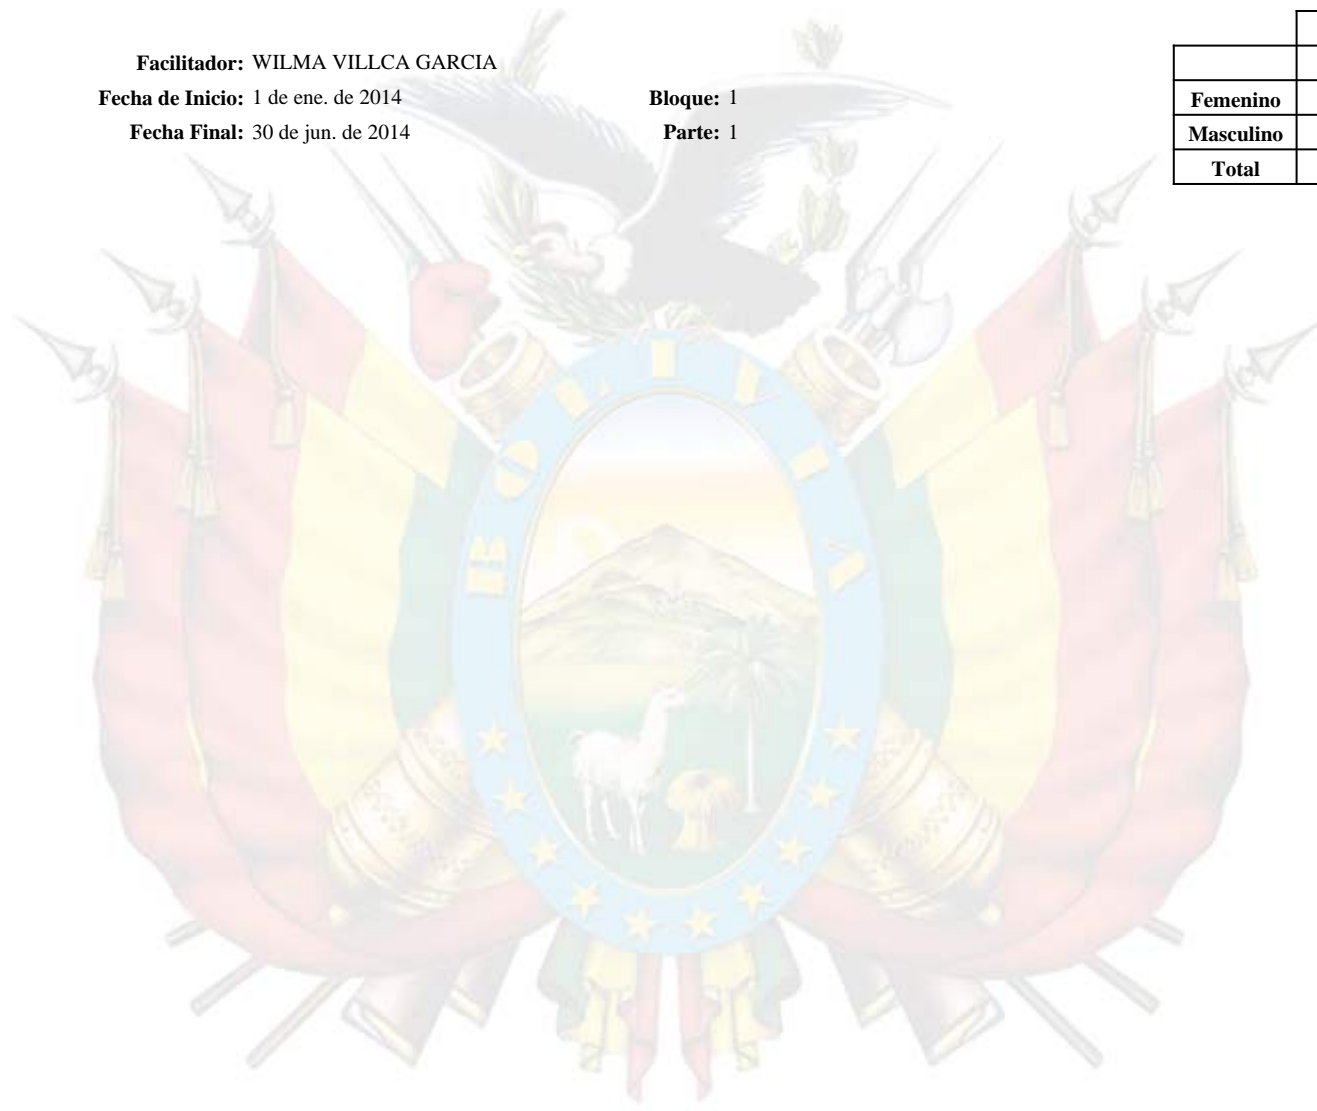 Facilitador: WILMA VILLCA GARCIA
Fecha de Inicio: 1 de ene. de 2014 Bloque: 1
Fecha Final: 30 de jun. de 2014 Parte: 1
Femenino
Masculino
Total
BOLIVIA